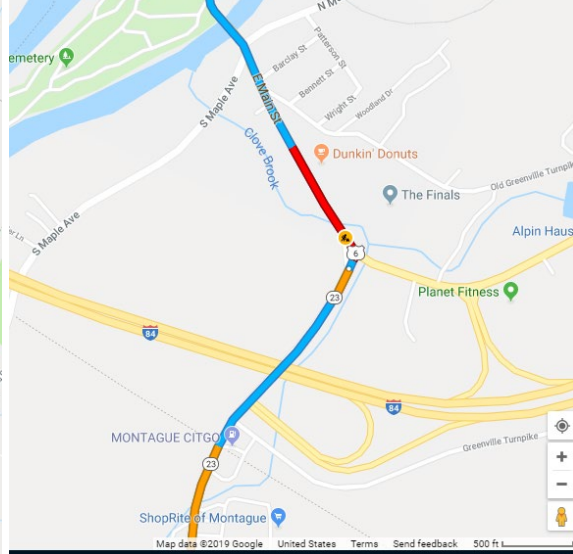 N M
emetery
Barclay St
Patterson St
Bennett St
Wright St
Woodland Dr
S Maple Ave
E Main St
Clove Brook
Dunkin' Donuts
The Finals
Old Greenville Turnpike
S Maple Ave
er Ln
Alpin Haus
6
23
Planet Fitness
84
84
MONTAGUE CITGO
Greenville Turnpike
23
ShopRite of Montague
Map data ©2019 Google United States Terms Send feedback 500 ft